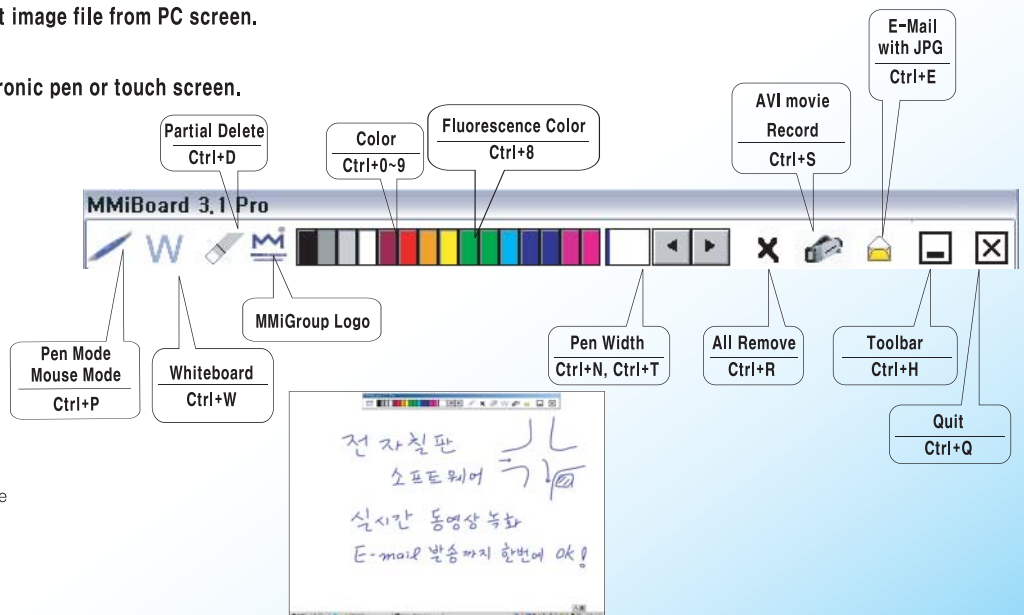 t image file from PC screen.
ronic pen or touch screen.
E-Mail
with JPG
Ctrl+E
AVI movie
Record
Ctrl+S
Partial Delete
Ctrl+D
Color
Ctrl+0~9
Fluorescence Color
Ctrl+8
MMiBoard 3.1 Pro
W
MMiGroup Logo
Pen Mode
Mouse Mode
Ctrl+P
Whiteboard
Ctrl+W
Pen Width
Ctrl+N, Ctrl+T
All Remove
Ctrl+R
Toolbar
Ctrl+H
Quit
Ctrl+Q
e
전자칠판
소프트웨어
실시간 동영상 녹화
E-mail 발송까지 한번에 OK!